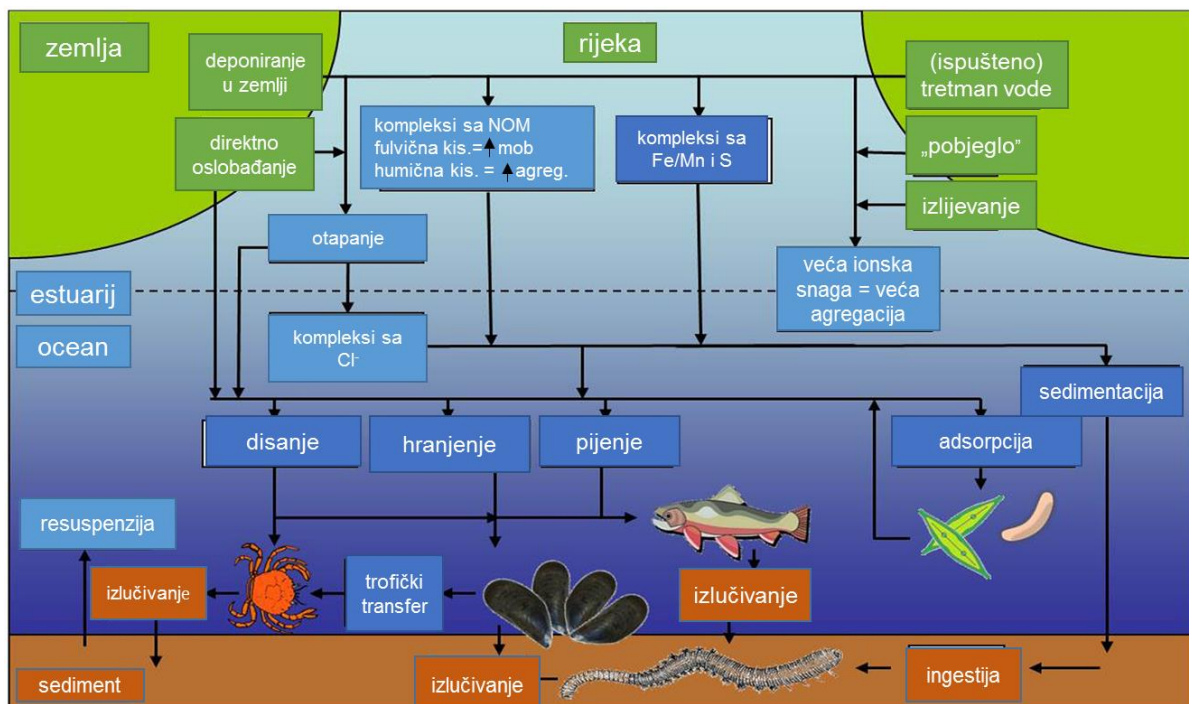 zemlja
deponiranje
u zemlji
direktno
oslobađanje
rijeka
(ispušteno)
tretman vode
„pobjeglo”
izlijevanje
kompleksi sa NOM
fulvična kis.=↑ mob
humična kis. = ↑agreg.
kompleksi sa
Fe/Mn i S
otapanje
veća ionska
snaga = veća
agregacija
estuarij
ocean
kompleksi sa
Cl⁻
sedimentacija
disanje
hranjenje
pijenje
adsorpcija
resuspenzija
izlučivanje
trofički
transfer
izlučivanje
sediment
izlučivanje
ingestija